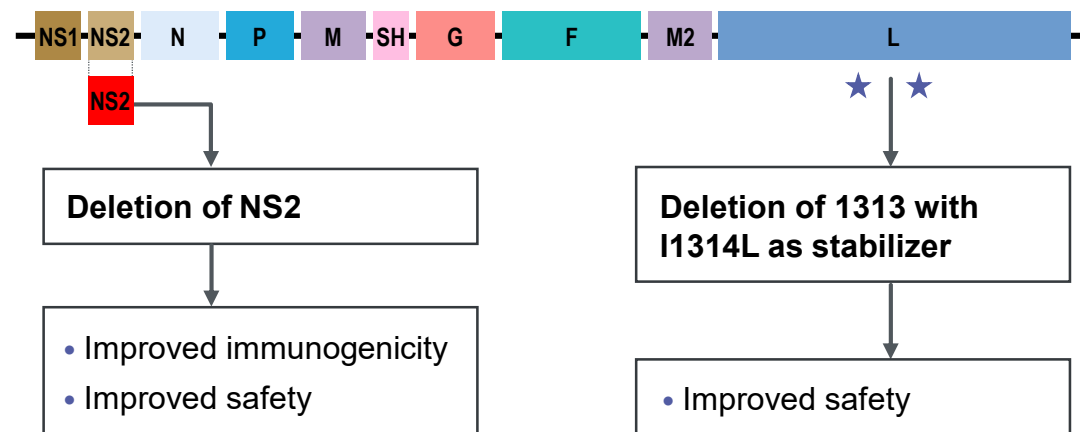 NS1 NS2 N P M SH G F M2 L
NS2
Deletion of NS2
Deletion of 1313 with
I1314L as stabilizer
• Improved immunogenicity
• Improved safety
• Improved safety